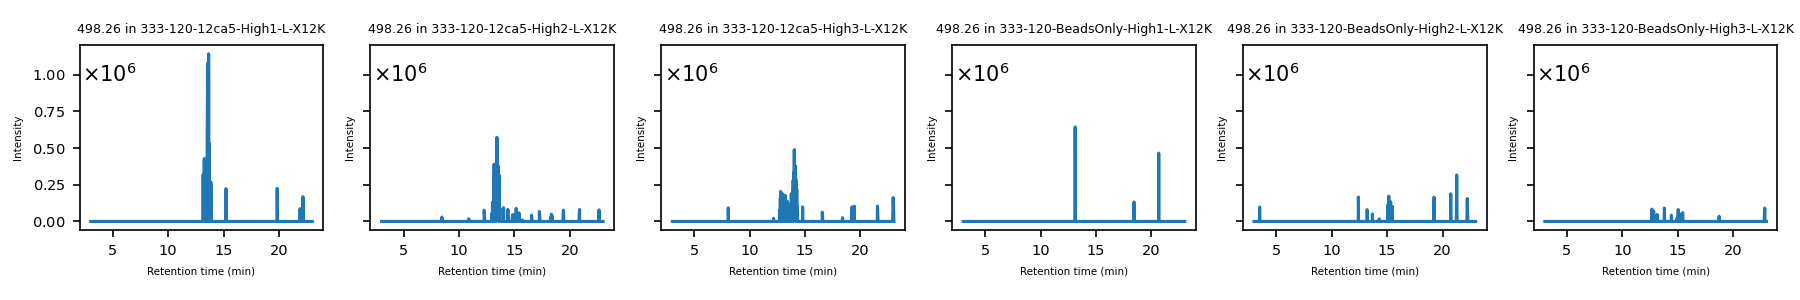 498.26 in 333-120-12ca5-High1-L-X12K
498.26 in 333-120-12ca5-High2-L-X12K
498.26 in 333-120-12ca5-High3-L-X12K
498.26 in 333-120-BeadsOnly-High1-L-X12K
498.26 in 333-120-BeadsOnly-High2-L-X12K
498.26 in 333-120-BeadsOnly-High3-L-X12K
Intensity
1.00
0.75
0.50
0.25
0.00
×10⁶
5 10 15 20
Retention time (min)
Intensity
×10⁶
5 10 15 20
Retention time (min)
Intensity
×10⁶
5 10 15 20
Retention time (min)
Intensity
×10⁶
5 10 15 20
Retention time (min)
Intensity
×10⁶
5 10 15 20
Retention time (min)
Intensity
×10⁶
5 10 15 20
Retention time (min)